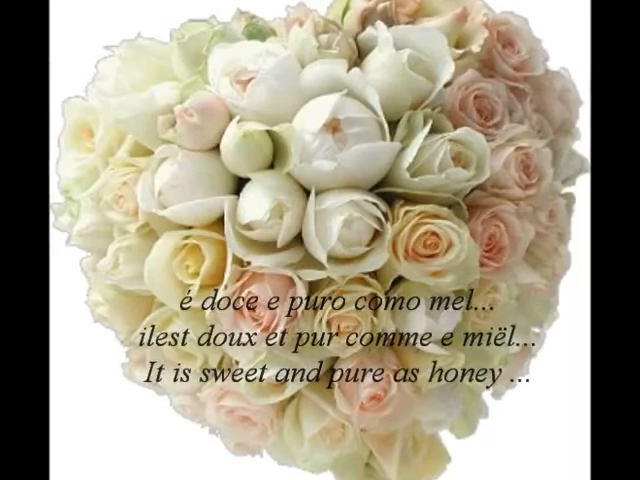 é doce e puro como mel...
ilest doux et pur comme e miël...
It is sweet and pure as honey ...